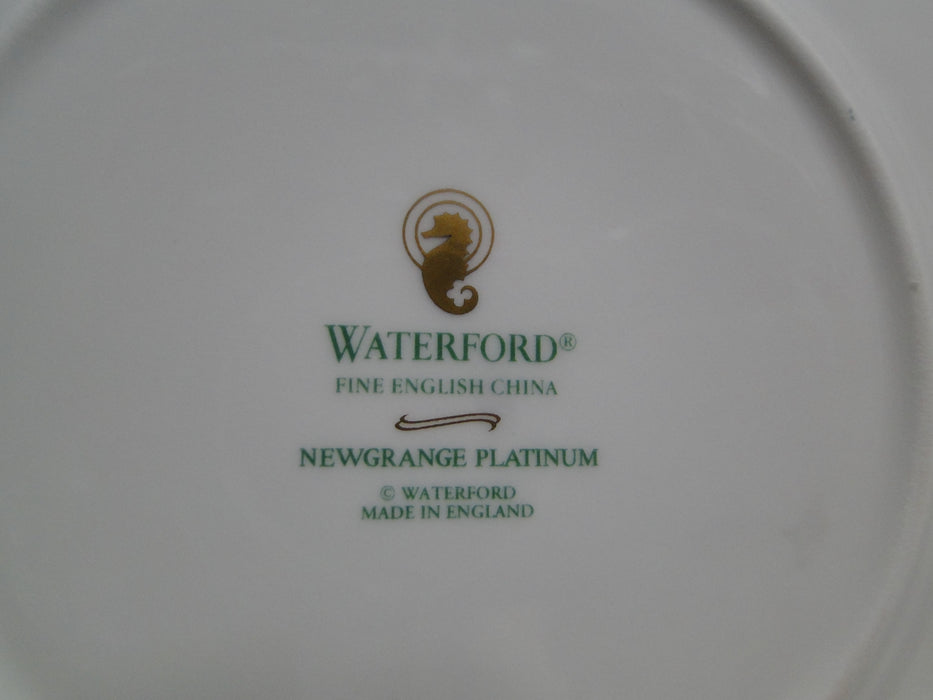 WATERFORD®
FINE ENGLISH CHINA
NEWGRANGE PLATINUM
© WATERFORD
MADE IN ENGLAND